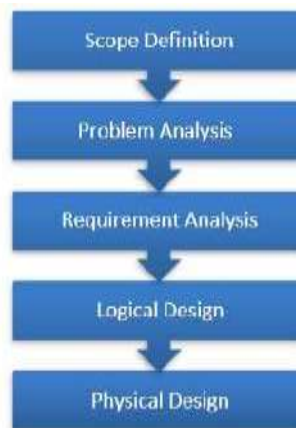 Scope Definition
Problem Analysis
Requirement Analysis
Logical Design
Physical Design